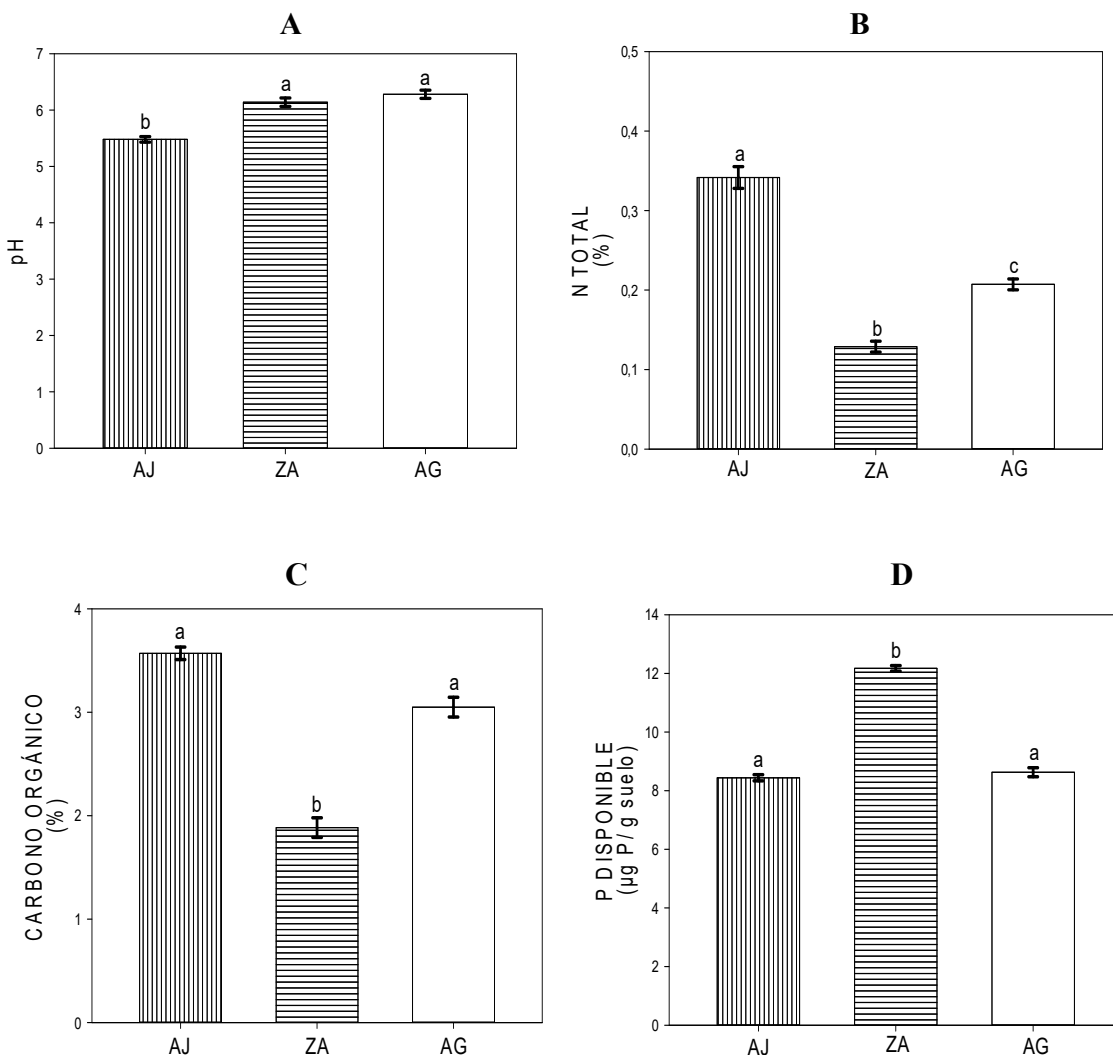 A
pH
7
6
5
4
3
2
1
0
b
a
a
AJ
ZA
AG
B
N TOTAL
(%)
0,5
0,4
0,3
0,2
0,1
0,0
a
b
c
AJ
ZA
AG
C
CARBONO ORGÁNICO
(%)
4
3
2
1
0
a
b
a
AJ
ZA
AG
D
P DISPONIBLE
(µg P/ g suelo)
14
12
10
8
6
4
2
0
a
b
a
AJ
ZA
AG